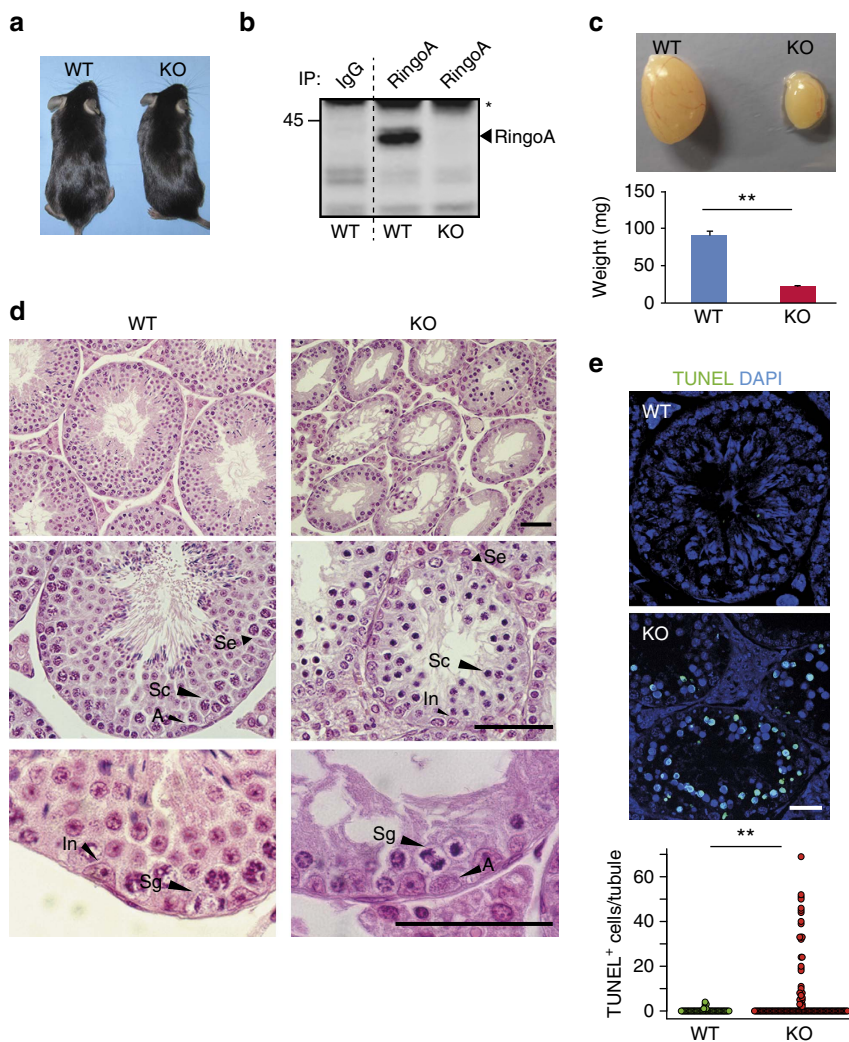 a
WT KO
b
IP: IgG RingoA RingoA
*
45
RingoA
WT WT KO
c
WT KO
150
100
50
0
Weight (mg)
**
WT KO
d
WT KO
Se
Sc
A
Se
Sc
In
In
Sg
Sg
A
e
TUNEL DAPI
WT
KO
**
60
40
20
0
TUNEL+ cells/tubule
WT KO